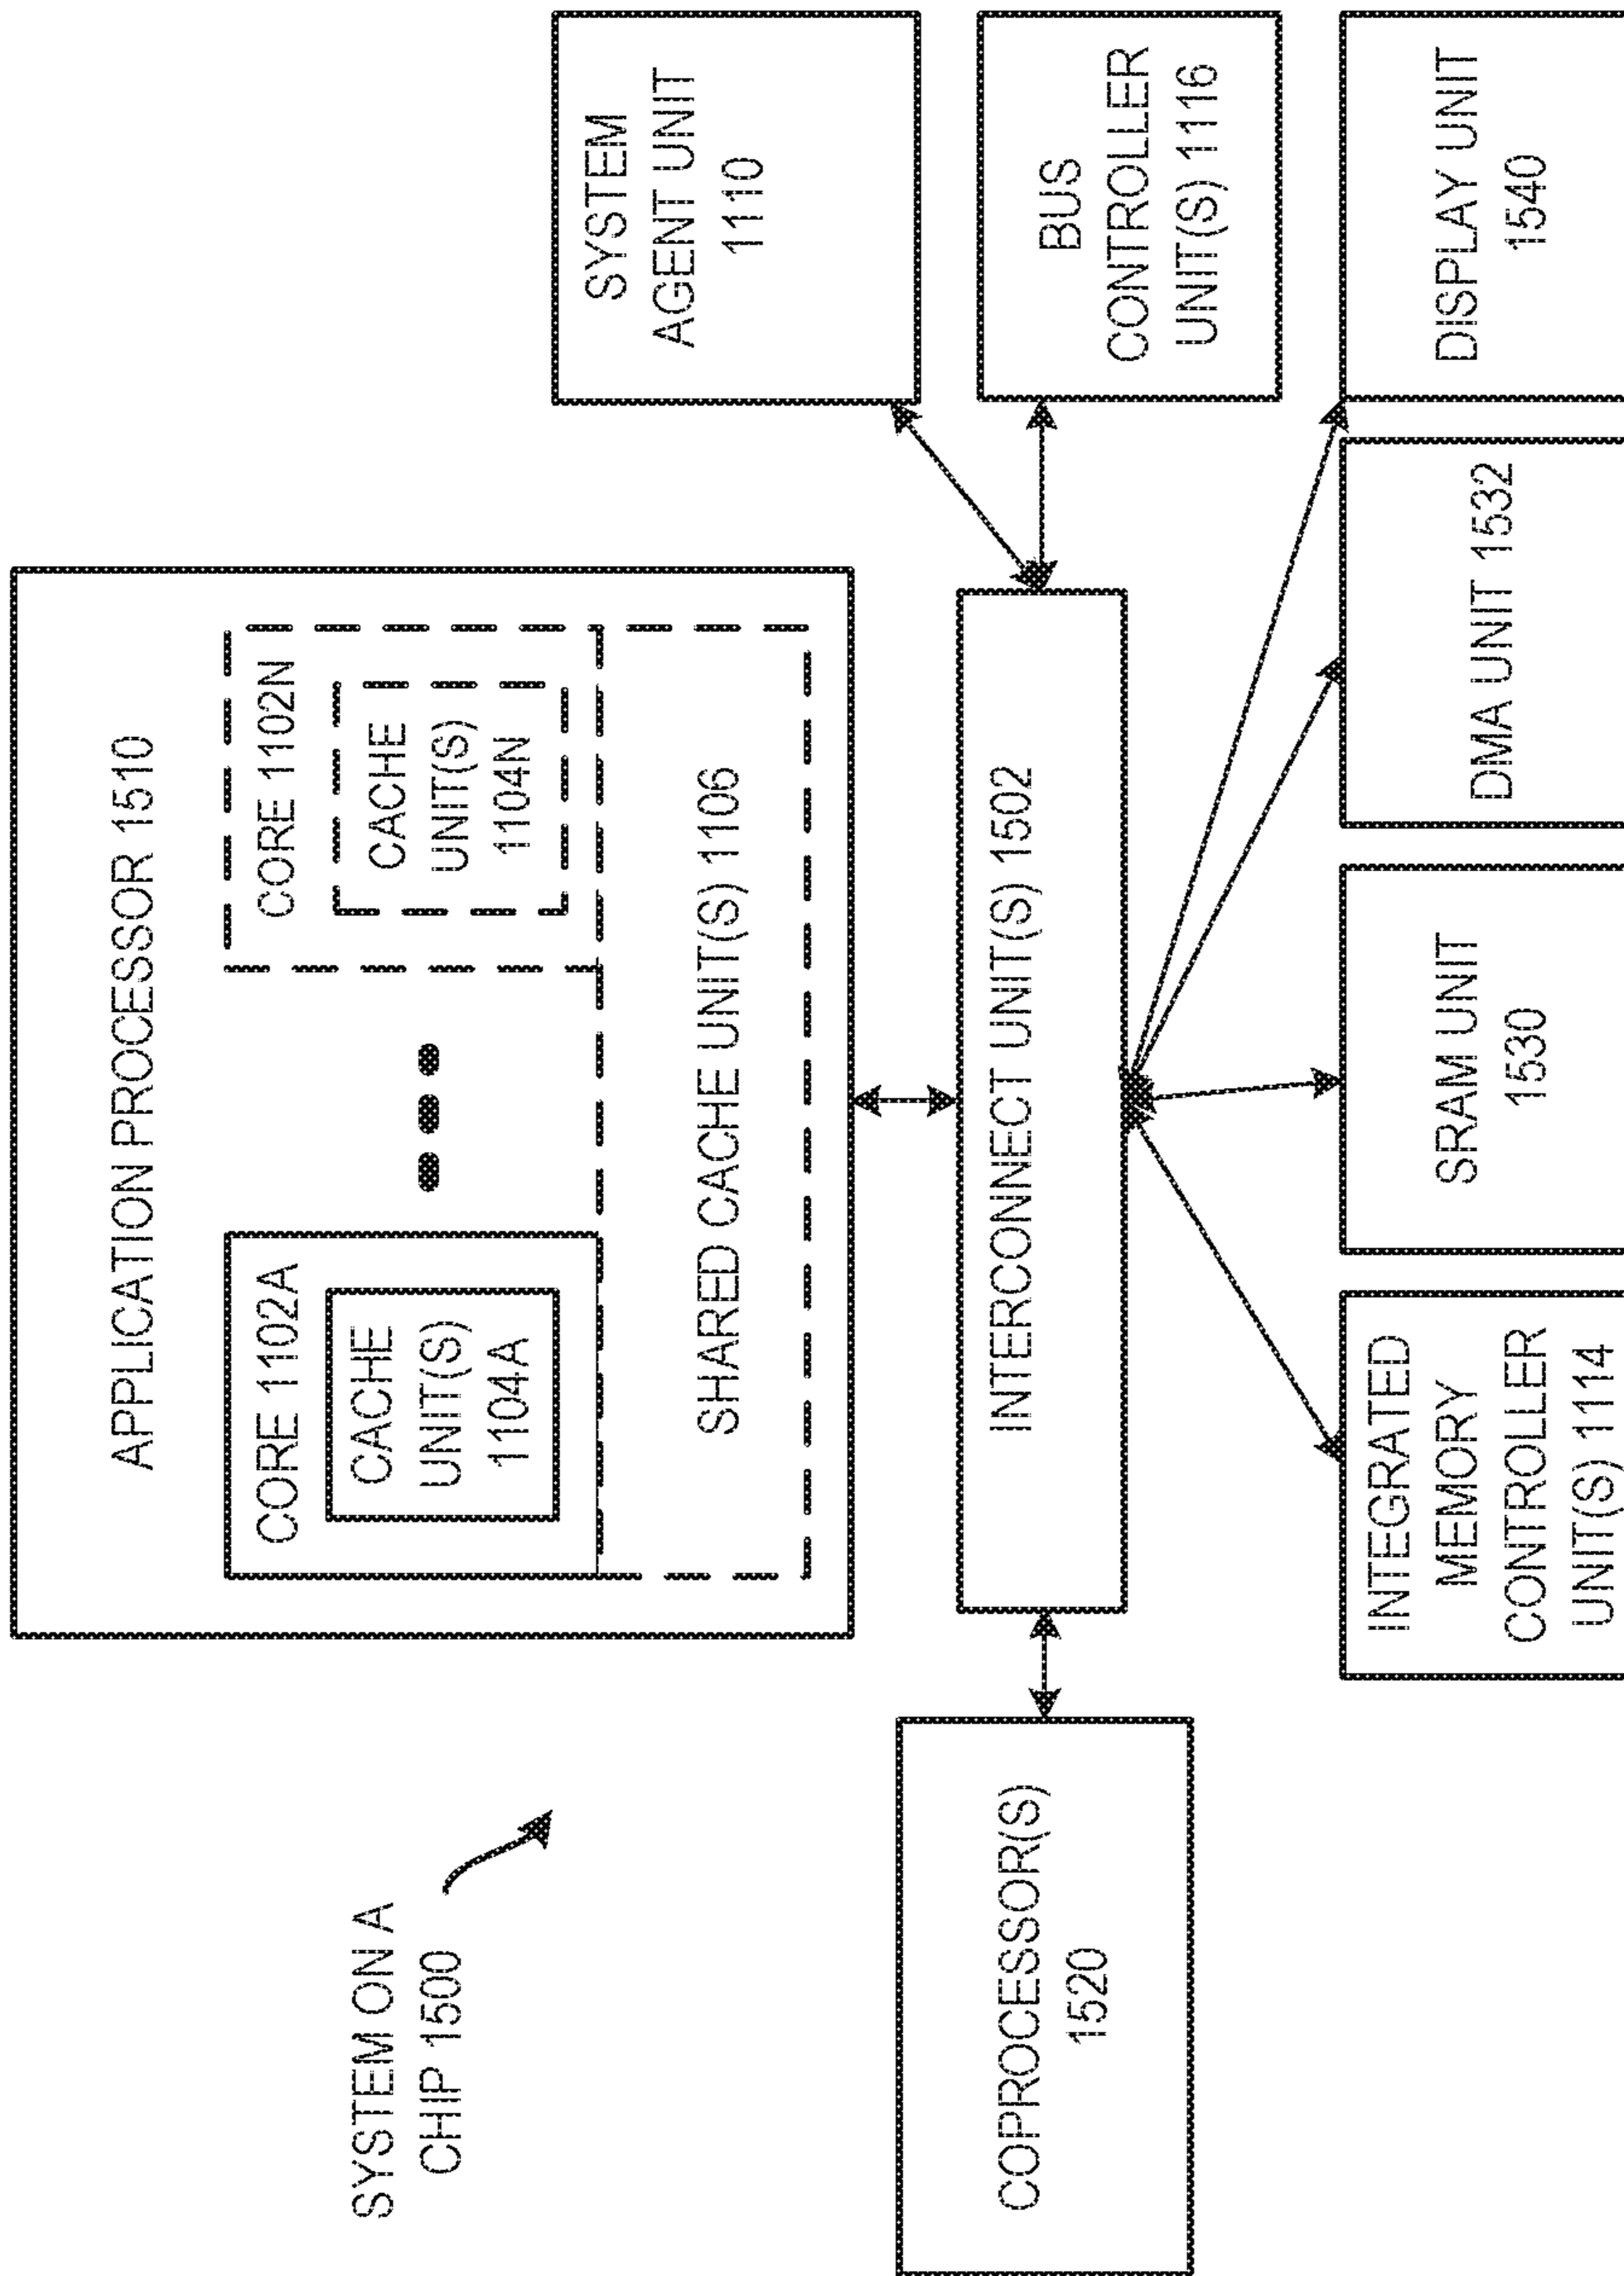 SYSTEM ON A
CHIP 1500
APPLICATION PROCESSOR 1510
CORE 1102A
CACHE
UNIT(S)
1104A
CORE 1102N
CACHE
UNIT(S)
1104N
SHARED CACHE UNIT(S) 1106
SYSTEM
AGENT UNIT
1110
COPROCESSOR(S)
1520
INTERCONNECT UNIT(S) 1502
BUS
CONTROLLER
UNIT(S) 1116
INTEGRATED
MEMORY
CONTROLLER
UNIT(S) 1114
SRAM UNIT
1530
DMA UNIT 1532
DISPLAY UNIT
1540